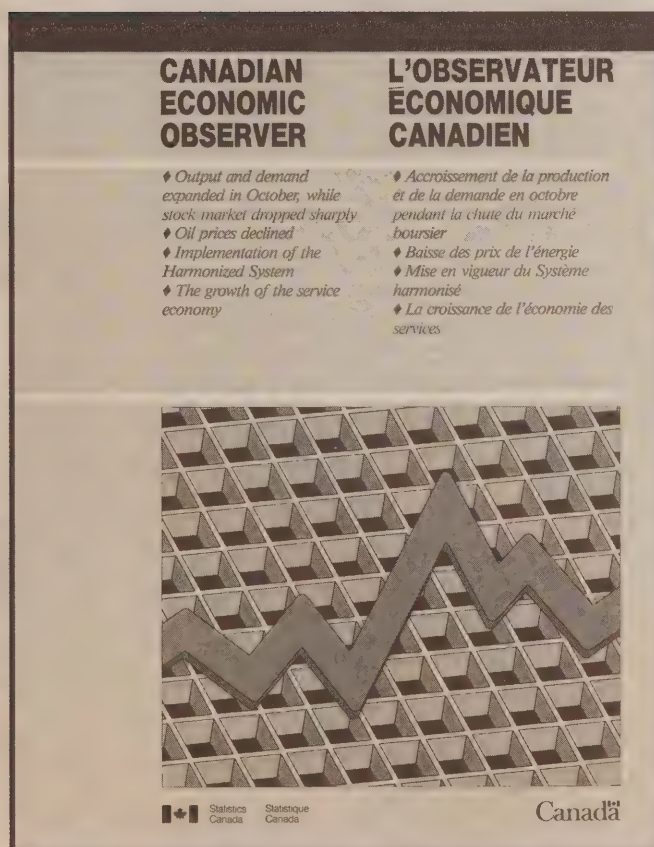 CANADIAN
ECONOMIC
OBSERVER
♦ Output and demand
expanded in October, while
stock market dropped sharply
♦ Oil prices declined
♦ Implementation of the
Harmonized System
♦ The growth of the service
economy
L'OBSERVATEUR
ÉCONOMIQUE
CANADIEN
♦ Accroissement de la production
et de la demande en octobre
pendant la chute du marché
boursier
♦ Baisse des prix de l'énergie
♦ Mise en vigueur du Système
harmonisé
♦ La croissance de l'économie des
services
Statistics
Canada
Statistique
Canada
Canada